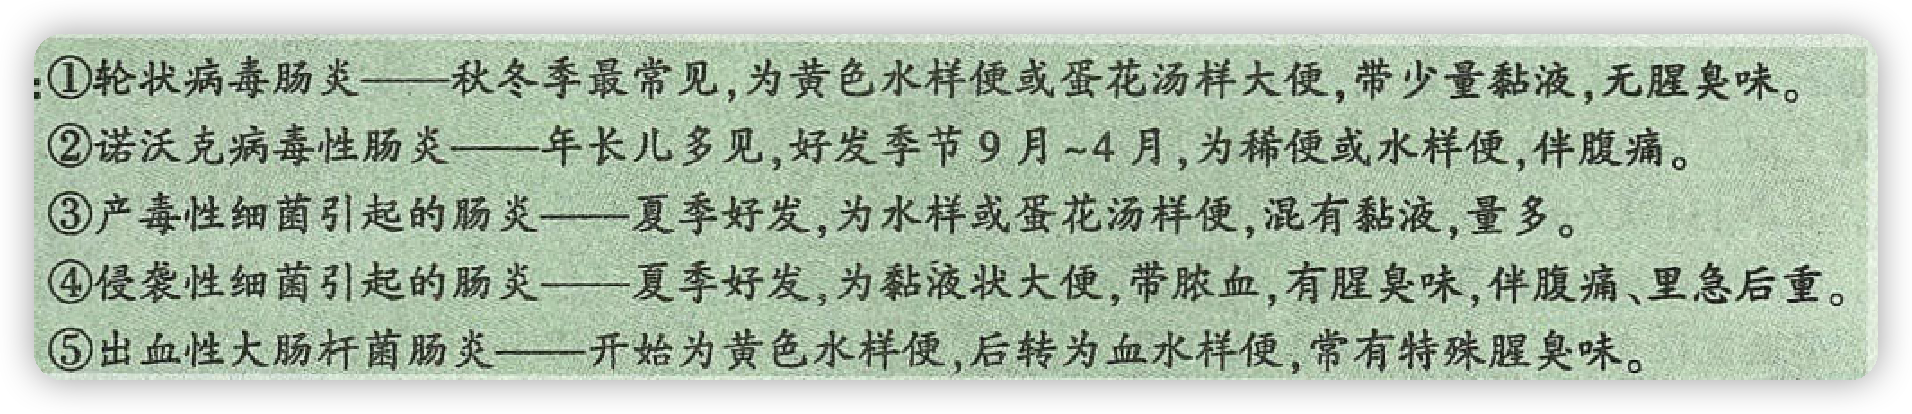 :①轮状病毒肠炎——秋冬季最常见,为黄色水样便或蛋花汤样大便,带少量黏液,无腥臭味。
②诺沃克病毒性肠炎——年长儿多见,好发季节9月~4月,为稀便或水样便,伴腹痛。
③产毒性细菌引起的肠炎——夏季好发,为水样或蛋花汤样便,混有黏液,量多。
④侵袭性细菌引起的肠炎——夏季好发,为黏液状大便,带脓血,有腥臭味,伴腹痛、里急后重。
⑤出血性大肠杆菌肠炎——开始为黄色水样便,后转为血水样便,常有特殊腥臭味。